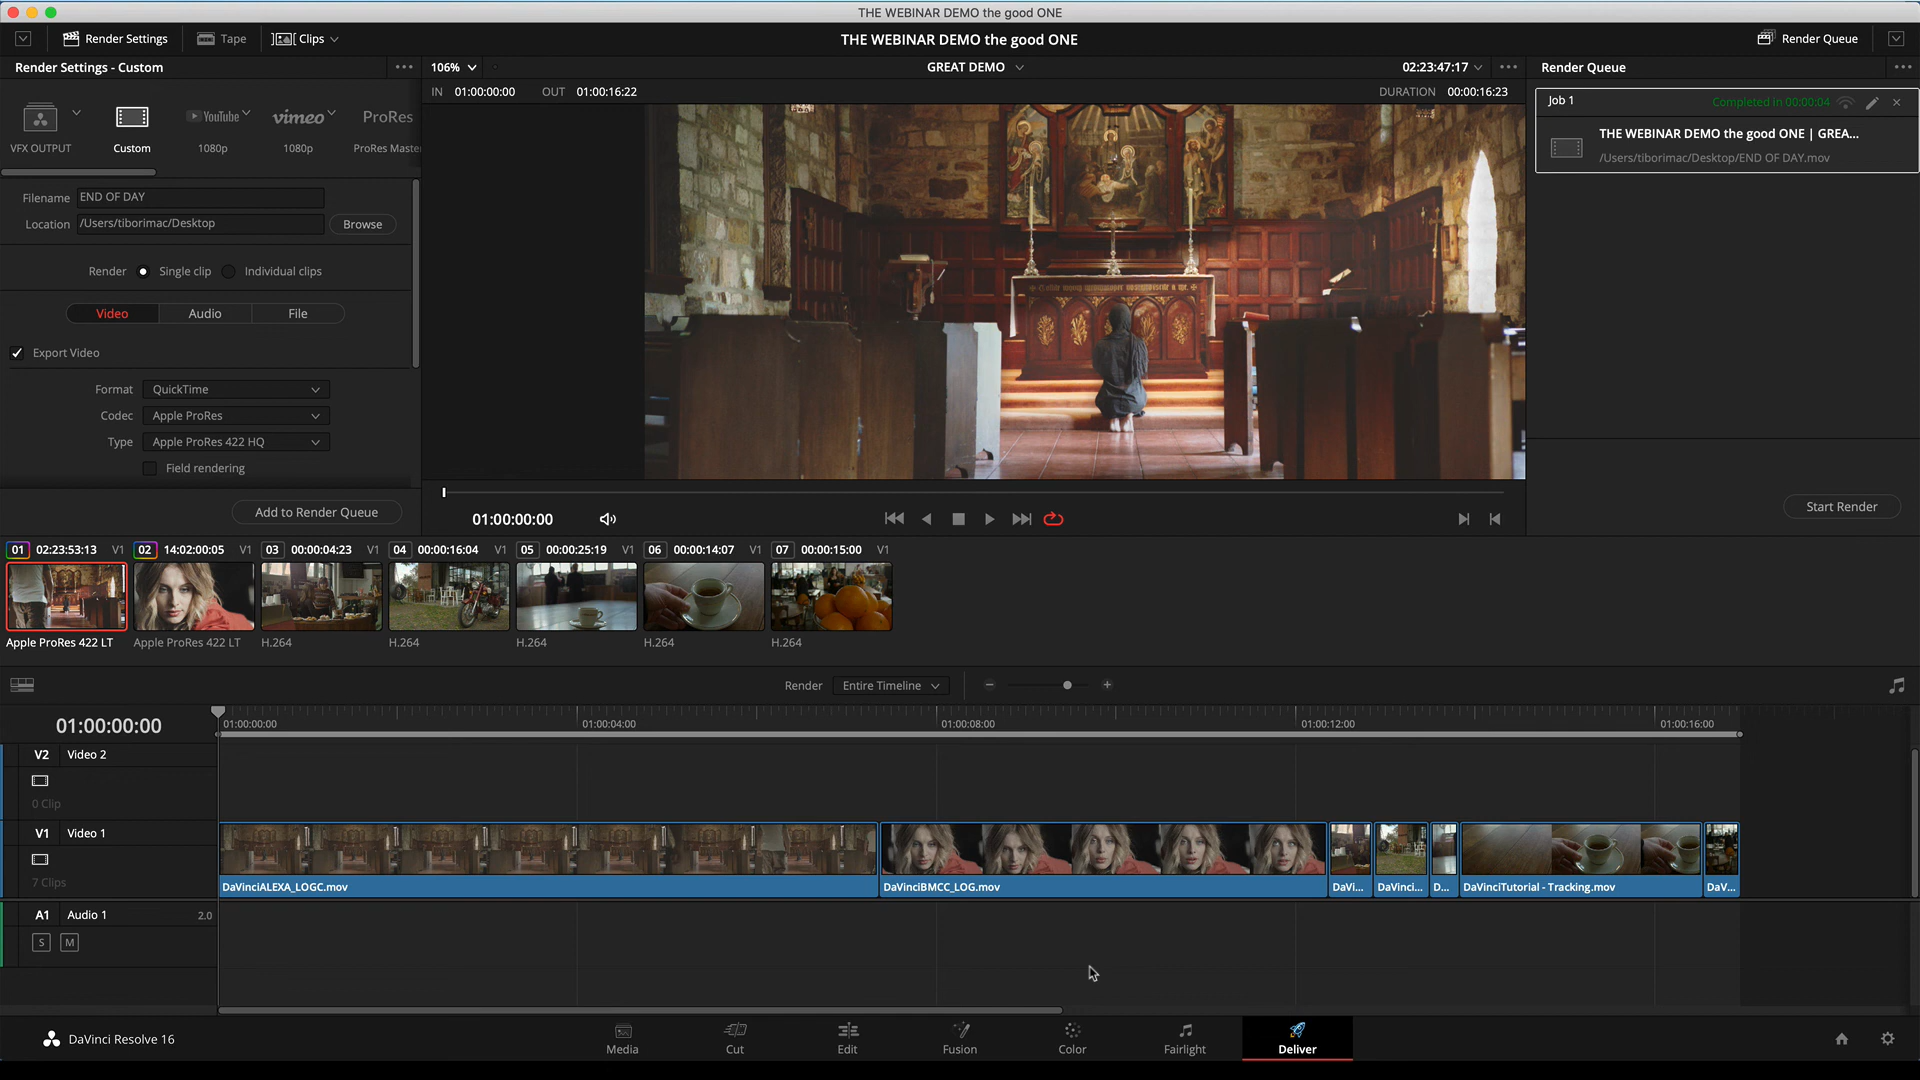 THE WEBINAR DEMO the good ONE
Render Settings
Tape
Clips
THE WEBINAR DEMO the good ONE
Render Queue
Render Settings - Custom
106%
GREAT DEMO
02:23:47:17
Render Queue
IN 01:00:00:00 OUT 01:00:16:22
DURATION 00:00:16:23
Job 1
Completed in 00:00:04
THE WEBINAR DEMO the good ONE | GREA...
/Users/tiborimac/Desktop/END OF DAY.mov
YouTube
vimeo
ProRes
VFX OUTPUT
Custom
1080p
1080p
ProRes Maste
Filename END OF DAY
Location /Users/tiborimac/Desktop
Browse
Render Single clip Individual clips
Video Audio File
Export Video
Format QuickTime
Codec Apple ProRes
Type Apple ProRes 422 HQ
Field rendering
Add to Render Queue
01:00:00:00
Start Render
01 02:23:53:13 V1
02 14:02:00:05 V1
03 00:00:04:23 V1
04 00:00:16:04 V1
05 00:00:25:19 V1
06 00:00:14:07 V1
07 00:00:15:00 V1
Apple ProRes 422 LT
Apple ProRes 422 LT
H.264
H.264
H.264
H.264
H.264
Render Entire Timeline
01:00:00:00
01:00:00:00
01:00:04:00
01:00:08:00
01:00:12:00
01:00:16:00
V2 Video 2
0 Clip
V1 Video 1
7 Clips
DaVinciALEXA_LOGC.mov
DaVinciBMCC_LOG.mov
DaVi...
DaVinci...
D...
DaVinciTutorial - Tracking.mov
DaV...
A1 Audio 1 2.0
S M
DaVinci Resolve 16
Media
Cut
Edit
Fusion
Color
Fairlight
Deliver